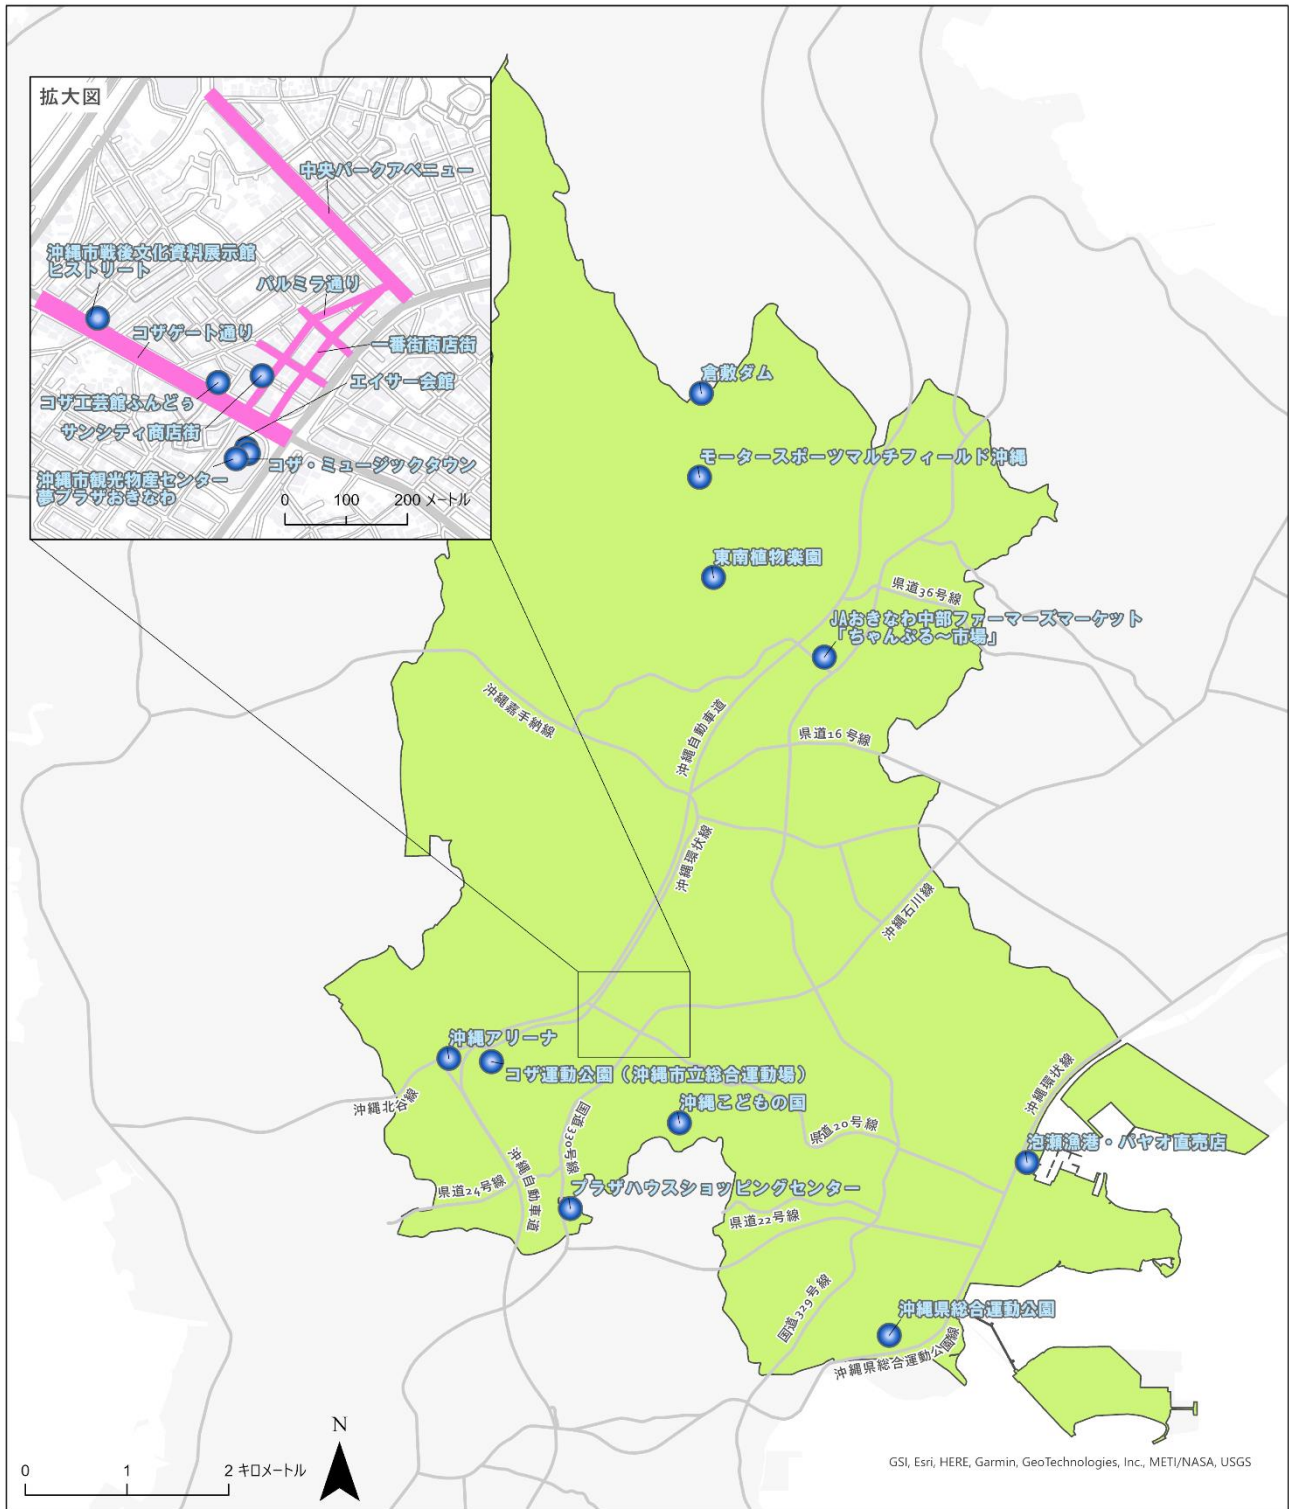 拡大図
中央パークアベニュー
沖縄市戦後文化資料展示館
ヒストリート
パルミラ通り
コザゲート通り
一番街商店街
エイサー会館
コザ工芸館ふんどぅ
サンシティ商店街
コザ・ミュージックタウン
沖縄市観光物産センター
夢プラザおきなわ
0 100 200 メートル
倉敷ダム
モータースポーツマルチフィールド沖縄
東南植物楽園
県道36号線
JAおきなわ中部ファーマーズマーケット
「ちゃんぷる～市場」
沖縄嘉手納線
沖縄自動車道
県道16号線
沖縄環状線
沖縄石川線
沖縄アリーナ
コザ運動公園（沖縄市立総合運動場）
沖縄環状線
沖縄北谷線
沖縄こどもの国
国道330号線
県道20号線
泡瀬漁港・パヤオ直売店
沖縄自動車道
県道24号線
プラザハウスショッピングセンター
県道22号線
国道329号線
沖縄県総合運動公園
沖縄県総合運動公園線
N
0 1 2 キロメートル
GSI, Esri, HERE, Garmin, GeoTechnologies, Inc., METI/NASA, USGS